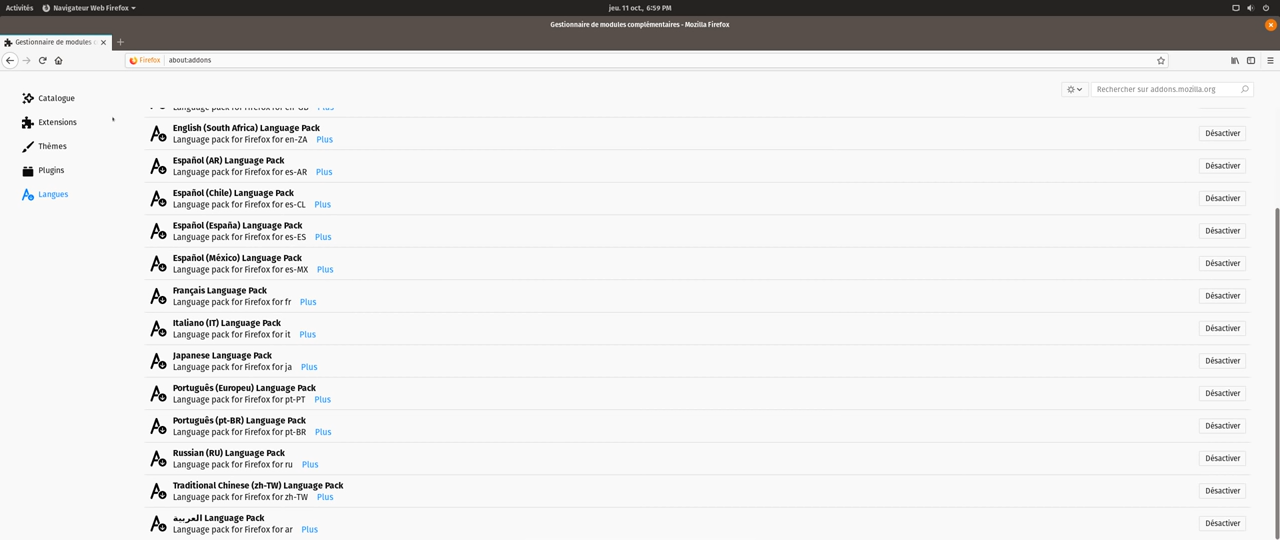 Activités
Navigateur Web Firefox
jeu. 11 oct., 6:59 PM
Gestionnaire de modules complémentaires - Mozilla Firefox
Gestionnaire de modules
Firefox
about:addons
Rechercher sur addons.mozilla.org
Catalogue
Extensions
Thèmes
Plugins
Langues
Language pack for Firefox for en-GB Plus
English (South Africa) Language Pack
Language pack for Firefox for en-ZA Plus
Désactiver
Español (AR) Language Pack
Language pack for Firefox for es-AR Plus
Désactiver
Español (Chile) Language Pack
Language pack for Firefox for es-CL Plus
Désactiver
Español (España) Language Pack
Language pack for Firefox for es-ES Plus
Désactiver
Español (México) Language Pack
Language pack for Firefox for es-MX Plus
Désactiver
Français Language Pack
Language pack for Firefox for fr Plus
Désactiver
Italiano (IT) Language Pack
Language pack for Firefox for it Plus
Désactiver
Japanese Language Pack
Language pack for Firefox for ja Plus
Désactiver
Português (Europeu) Language Pack
Language pack for Firefox for pt-PT Plus
Désactiver
Português (pt-BR) Language Pack
Language pack for Firefox for pt-BR Plus
Désactiver
Russian (RU) Language Pack
Language pack for Firefox for ru Plus
Désactiver
Traditional Chinese (zh-TW) Language Pack
Language pack for Firefox for zh-TW Plus
Désactiver
العربية Language Pack
Language pack for Firefox for ar Plus
Désactiver